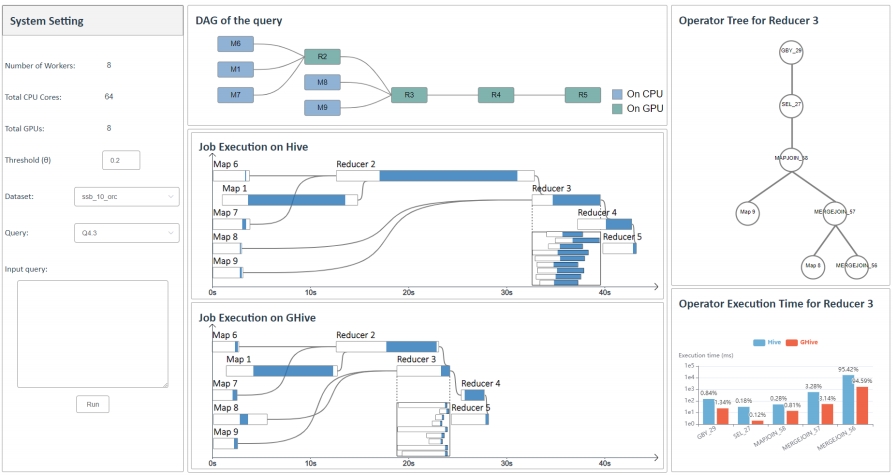 System Setting
Number of Workers: 8
Total CPU Cores: 64
Total GPUs: 8
Threshold (θ) 0.2
Dataset: ssb_10_orc
Query: Q4.3
Input query:
Run
DAG of the query
M6
M1
M7
R2
M8
M9
R3
R4
R5
On CPU
On GPU
Job Execution on Hive
Map 6
Reducer 2
Map 1
Reducer 3
Map 7
Reducer 4
Map 8
Reducer 5
Map 9
0s 10s 20s 30s 40s
Job Execution on GHive
Map 6
Reducer 2
Map 1
Reducer 3
Map 7
Reducer 4
Map 8
Reducer 5
Map 9
0s 10s 20s 30s 40s
Operator Tree for Reducer 3
GBY_29
SEL_27
MAPJOIN_58
Map 9
MERGEJOIN_57
Map 8
MERGEJOIN_56
Operator Execution Time for Reducer 3
Hive GHive
Execution time (ms)
1e5
1e4
1e3
1e2
1e1
1e0
0.84%
1.34%
0.18%
0.12%
0.28%
0.81%
3.28%
3.14%
95.42%
94.59%
GBY_29
SEL_27
MAPJOIN_58
MERGEJOIN_57
MERGEJOIN_56